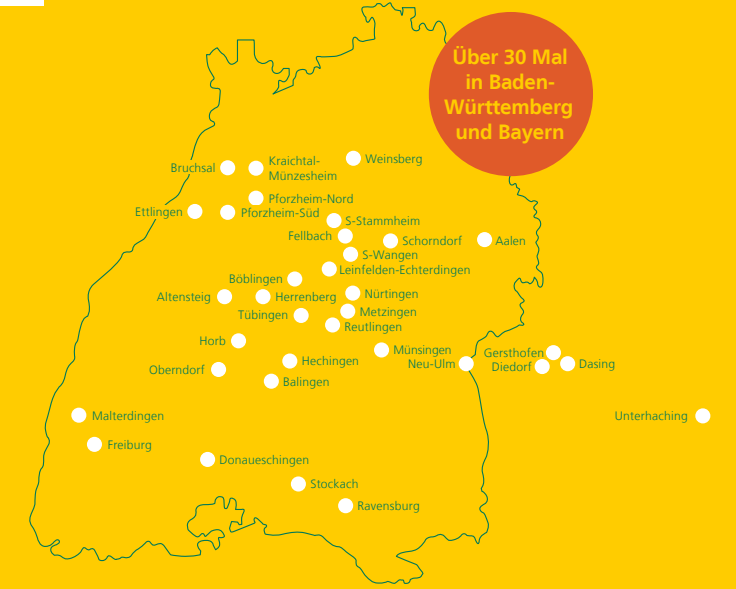 Über 30 Mal
in Baden-
Württemberg
und Bayern
Weinsberg
Bruchsal
Kraichtal-
Münzesheim
Pforzheim-Nord
Ettlingen
Pforzheim-Süd
S-Stammheim
Fellbach
Schorndorf
Aalen
S-Wangen
Leinfelden-Echterdingen
Böblingen
Altensteig
Herrenberg
Nürtingen
Tübingen
Metzingen
Reutlingen
Horb
Münsingen
Gersthofen
Hechingen
Neu-Ulm
Diedorf
Dasing
Oberndorf
Balingen
Malterdingen
Unterhaching
Freiburg
Donaueschingen
Stockach
Ravensburg